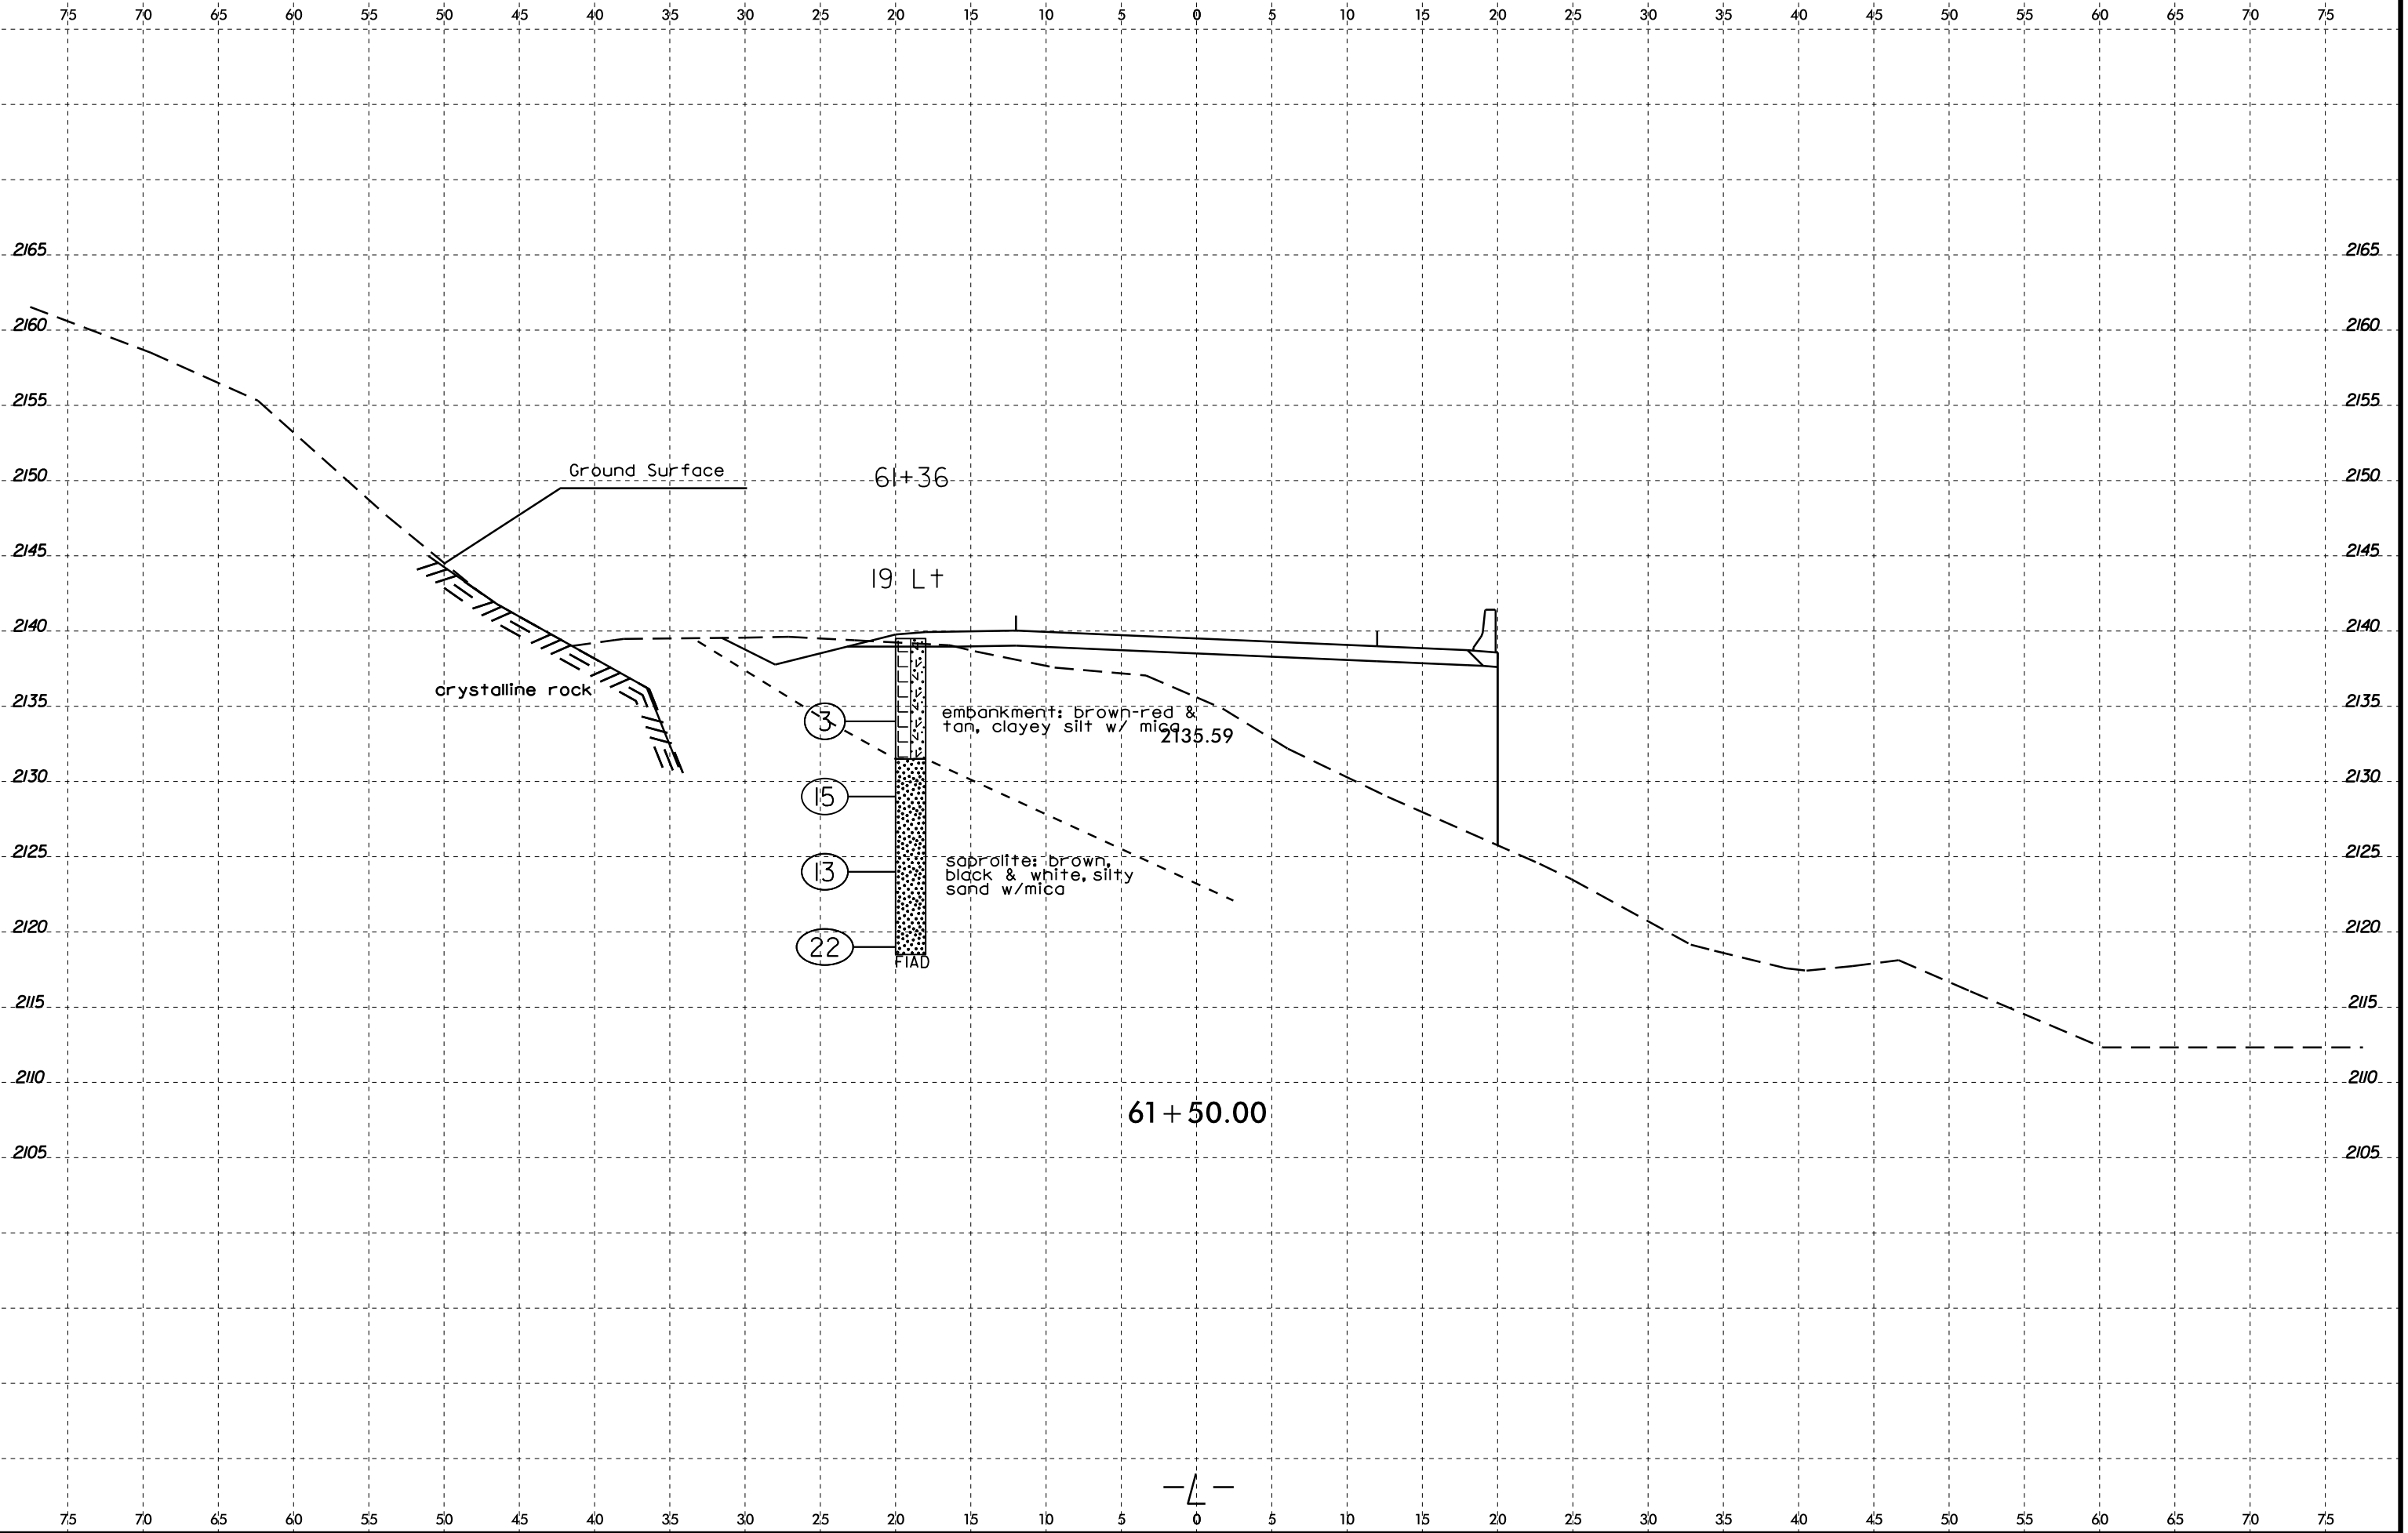 75 70 65 60 55 50 45 40 35 30 25 20 15 10 5 0 5 10 15 20 25 30 35 40 45 50 55 60 65 70 75
2165 2165
2160 2160
2155 2155
Ground Surface
61+36
2150 2150
2145 2145
19 Lt
2140 2140
crystalline rock
2135 2135
3
embankment: brown-red &
tan, clayey silt w/ mica
2135.59
2130 2130
15
2125 2125
13
saprolite: brown,
black & white, silty
sand w/mica
2120 2120
22
FIAD
2115 2115
2110 2110
61+50.00
2105 2105
-L-
75 70 65 60 55 50 45 40 35 30 25 20 15 10 5 0 5 10 15 20 25 30 35 40 45 50 55 60 65 70 75